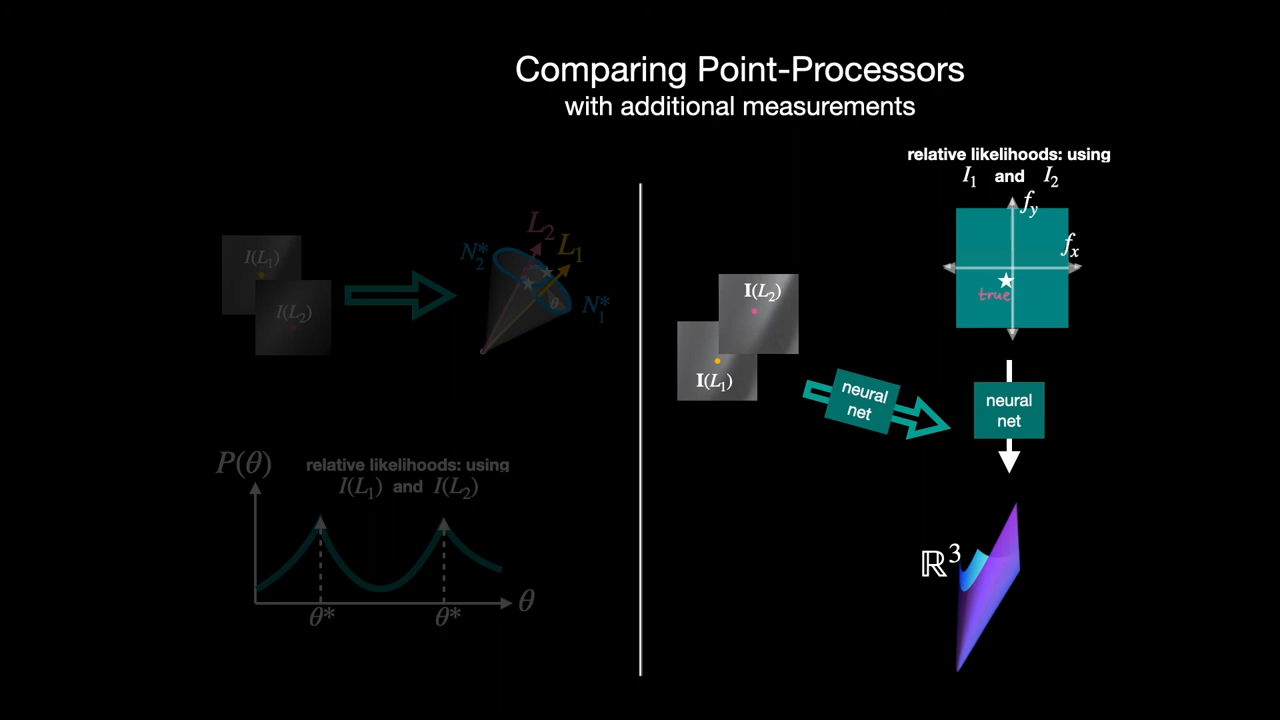 Comparing Point-Processors
with additional measurements
I(L₁)
I(L₂)
L₂
L₁
N₂*
N₁*
θ
P(θ)
relative likelihoods: using
I(L₁) and I(L₂)
θ*
θ*
θ
relative likelihoods: using
I₁ and I₂
f_y
f_x
true
I(L₂)
I(L₁)
neural
net
neural
net
ℝ³